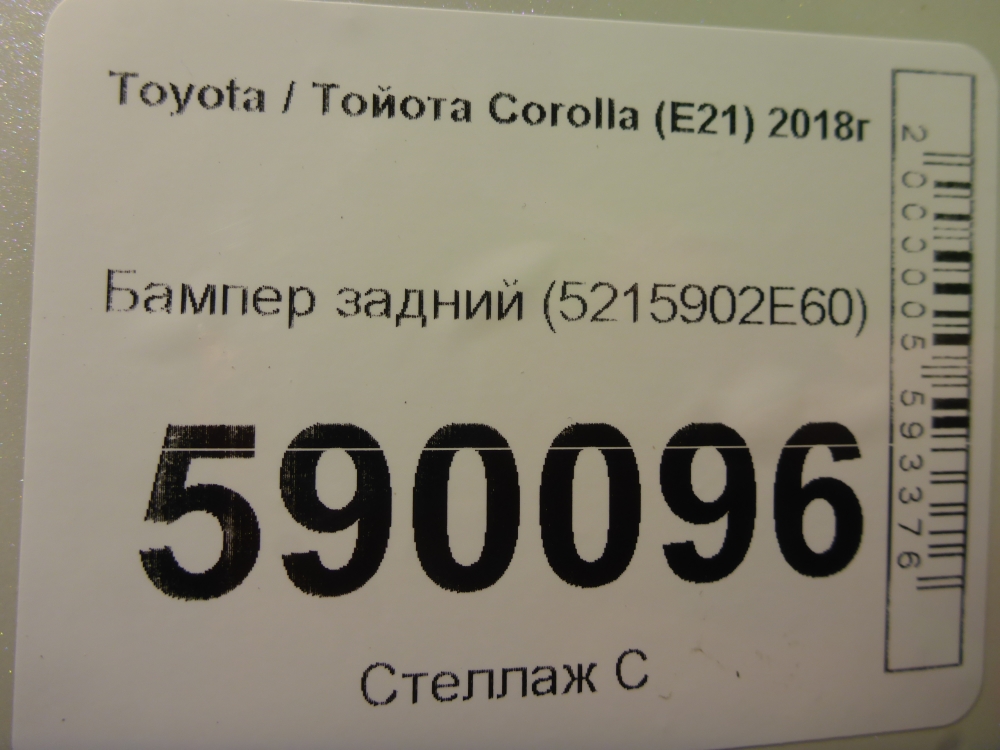 Toyota / Тойота Corolla (E21) 2018г
Бампер задний (5215902E60)
590096
Стеллаж С
2000005593376